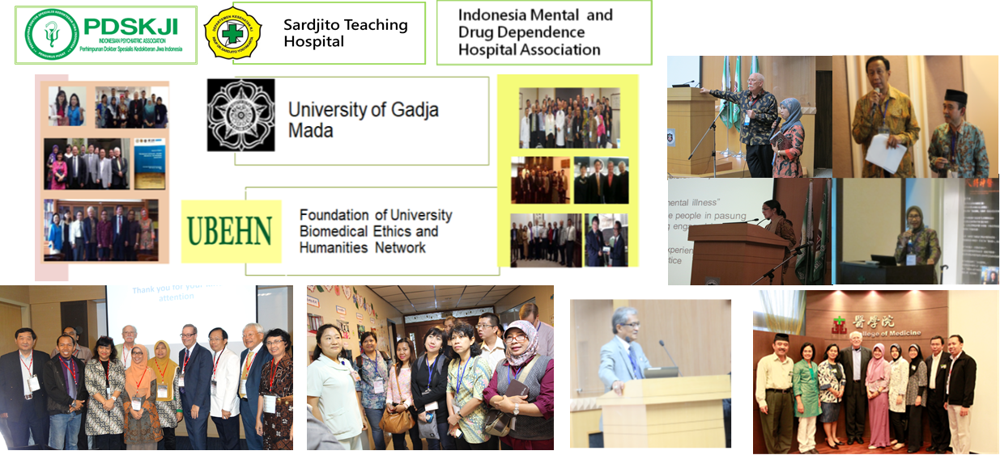 PDSKJI
INDONESIAN PSYCHIATRIC ASSOCIATION
Perhimpunan Dokter Spesialis Kedokteran Jiwa Indonesia
Sardjito Teaching
Hospital
Indonesia Mental and
Drug Dependence
Hospital Association
University of Gadja
Mada
UBEHN
Foundation of University
Biomedical Ethics and
Humanities Network
mental illness"
e people in pasung
ng
experien
tice
Thank you for your
attention
醫學院
College of Medicine